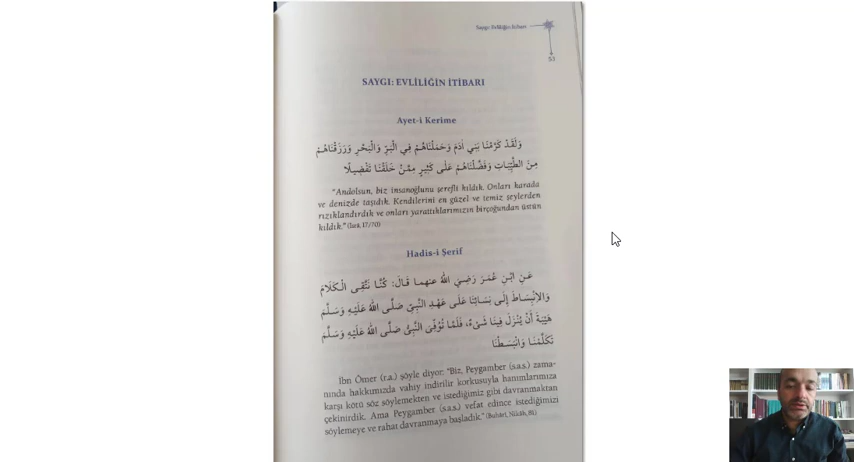 Saygı: Evliliğin İtibarı
53
SAYGI: EVLİLİĞİN İTİBARI
Ayet-i Kerime
وَلَقَدْ كَرَّمْنَا بَنِي اٰدَمَ وَحَمَلْنَاهُمْ فِي الْبَرِّ وَالْبَحْرِ وَرَزَقْنَاهُمْ
مِنَ الطَّيِّبَاتِ وَفَضَّلْنَاهُمْ عَلٰى كَثِيرٍ مِمَّنْ خَلَقْنَا تَفْضِيلًا
“Andolsun, biz insanoğlunu şerefli kıldık. Onları karada
ve denizde taşıdık. Kendilerini en güzel ve temiz şeylerden
rızıklandırdık ve onları yarattıklarımızın birçoğundan üstün
kıldık.” (İsrâ, 17/70)
Hadis-i Şerif
عَنِ ابْنِ عُمَرَ رَضِيَ اللهُ عنهما قَالَ: كُنَّا نَتَّقِى الْكَلَامَ
وَالِانْبِسَاطَ إِلَى نِسَائِنَا عَلَى عَهْدِ النَّبِيِّ صَلَّى اللهُ عَلَيْهِ وَسَلَّمَ
هَيْبَةَ أَنْ يُنْزَلَ فِينَا شَىْءٌ، فَلَمَّا تُوُفِّىَ النَّبِىُّ صَلَّى اللهُ عَلَيْهِ وَسَلَّمَ
تَكَلَّمْنَا وَانْبَسَطْنَا
İbn Ömer (r.a.) şöyle diyor: “Biz, Peygamber (s.a.s.) zama-
nında hakkımızda vahiy indirilir korkusuyla hanımlarımıza
karşı kötü söz söylemekten ve istediğimiz gibi davranmaktan
çekinirdik. Ama Peygamber (s.a.s.) vefat edince istediğimizi
söylemeye ve rahat davranmaya başladık.” (Buhârî, Nikâh, 81)